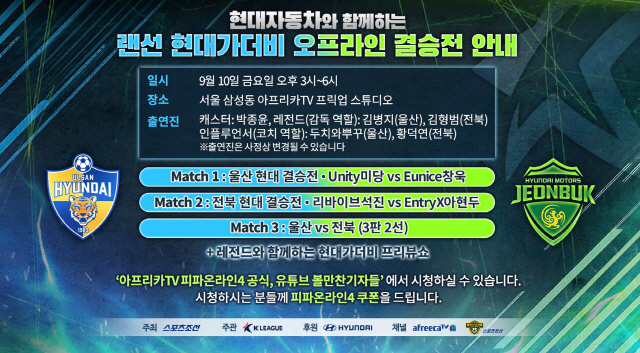 현대자동차와 함께하는
랜선 현대가더비 오프라인 결승전 안내
일시 9월 10일 금요일 오후 3시~6시
장소 서울 삼성동 아프리카TV 프릭업 스튜디오
출연진 캐스터: 박종윤, 레전드(감독 역할): 김병지(울산), 김형범(전북)
인플루언서(코치 역할): 두치와뿌꾸(울산), 황덕연(전북)
※출연진은 사정상 변경될 수 있습니다
ULSAN
HYUNDAI
1983
HYUNDAI MOTORS
JEONBUK
Match 1 : 울산 현대 결승전 • Unity미당 vs Eunice창욱
Match 2 : 전북 현대 결승전 • 리바이브석진 vs EntryX아현두
Match 3 : 울산 vs 전북 (3판 2선)
+ 레전드와 함께하는 현대가더비 프리뷰쇼
‘아프리카TV 피파온라인4 공식, 유튜브 볼만찬기자들’ 에서 시청하실 수 있습니다.
시청하시는 분들께 피파온라인4 쿠폰을 드립니다.
주최 스포츠조선 주관 K LEAGUE 후원 HYUNDAI 채널 afreecaTV 스포츠조선